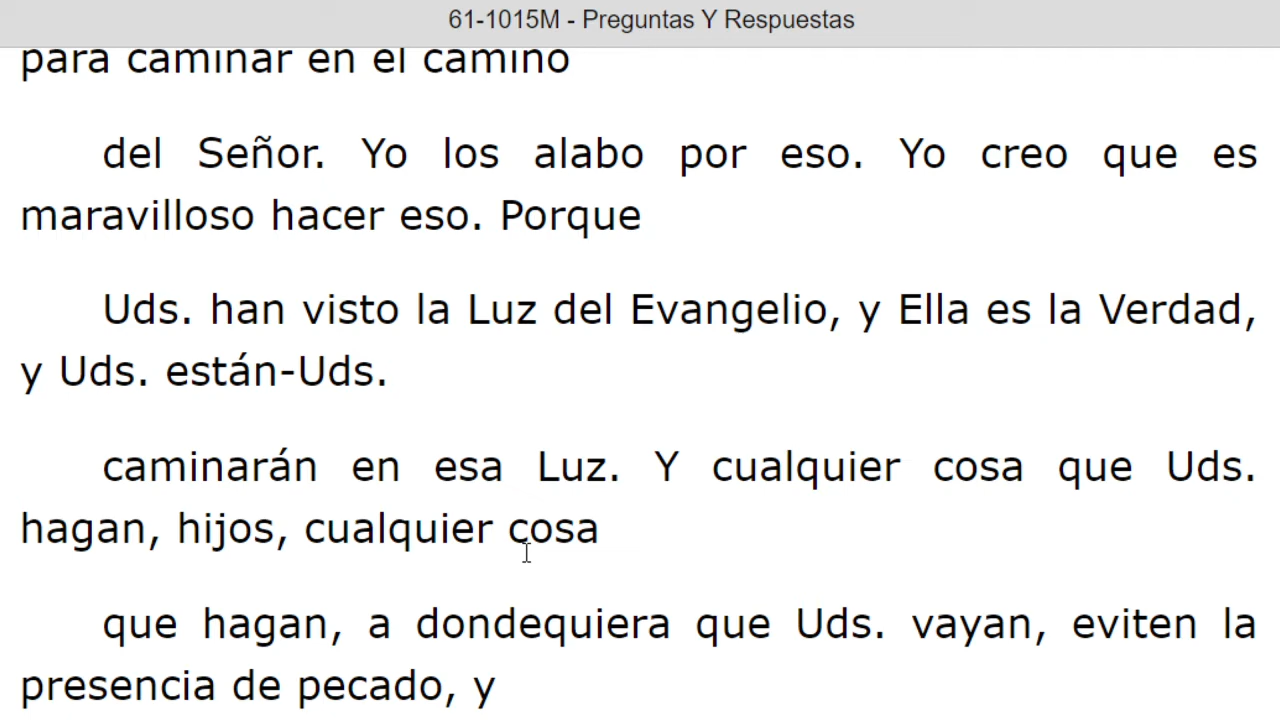 61-1015M - Preguntas Y Respuestas
para caminar en el camino
del Señor. Yo los alabo por eso. Yo creo que es
maravilloso hacer eso. Porque
Uds. han visto la Luz del Evangelio, y Ella es la Verdad,
y Uds. están-Uds.
caminarán en esa Luz. Y cualquier cosa que Uds.
hagan, hijos, cualquier cosa
que hagan, a dondequiera que Uds. vayan, eviten la
presencia de pecado, y